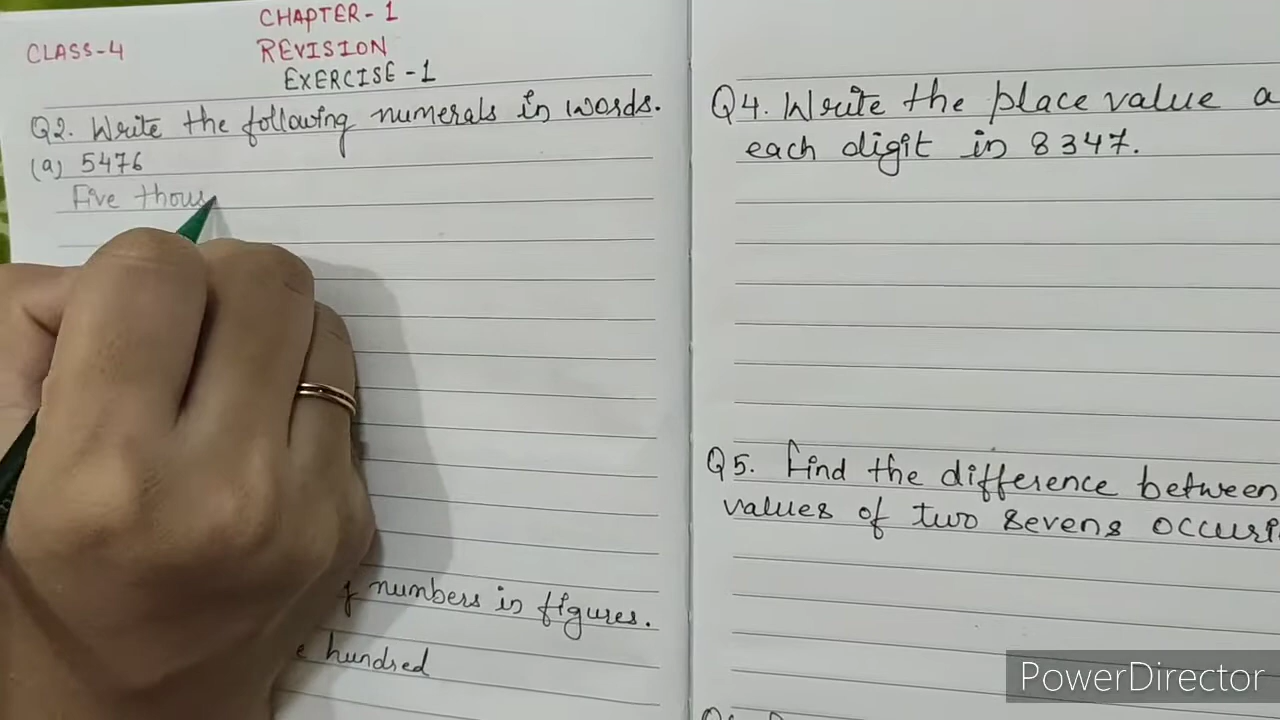 CHAPTER-1
CLASS-4 REVISION
EXERCISE-1
Q2. Write the following numerals in words.
(a) 5476
Five thous
numbers in figures.
hundred
Q4. Write the place value a
each digit in 8347.
Q5. Find the difference between
values of two sevens occuri
PowerDirector